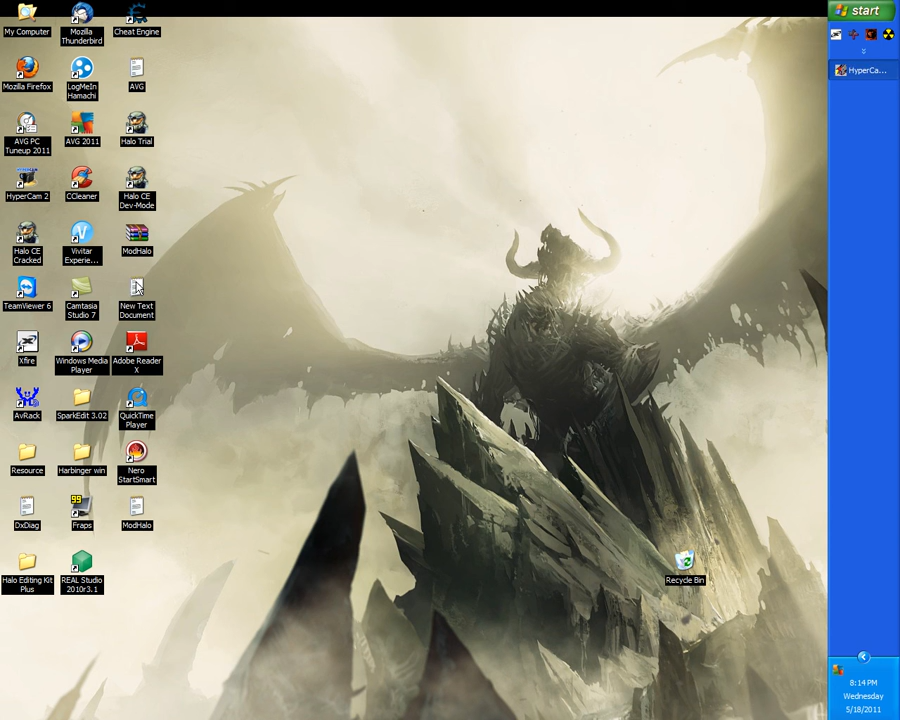 My Computer
Mozilla
Thunderbird
Cheat Engine
Mozilla Firefox
LogMeIn
Hamachi
AVG
AVG PC
Tuneup 2011
AVG 2011
Halo Trial
HyperCam 2
CCleaner
Halo CE
Dev-Mode
Halo CE
Cracked
Vivitar
Experie...
ModHalo
TeamViewer 6
Camtasia
Studio 7
New Text
Document
Xfire
Windows Media
Player
Adobe Reader
X
AvRack
SparkEdit 3.02
QuickTime
Player
Resource
Harbinger win
Nero
StartSmart
DxDiag
99
Fraps
ModHalo
Halo Editing Kit
Plus
REAL Studio
2010r3.1
Recycle Bin
start
HyperCa...
8:14 PM
Wednesday
5/18/2011